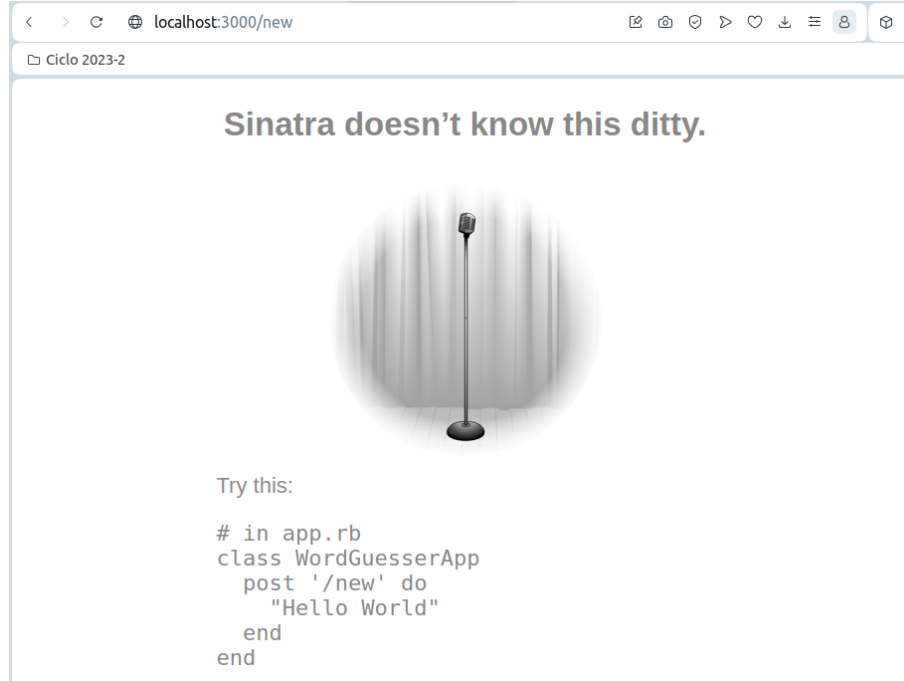 localhost:3000/new
Ciclo 2023-2
Sinatra doesn’t know this ditty.
Try this:
# in app.rb
class WordGuesserApp
  post '/new' do
    "Hello World"
  end
end